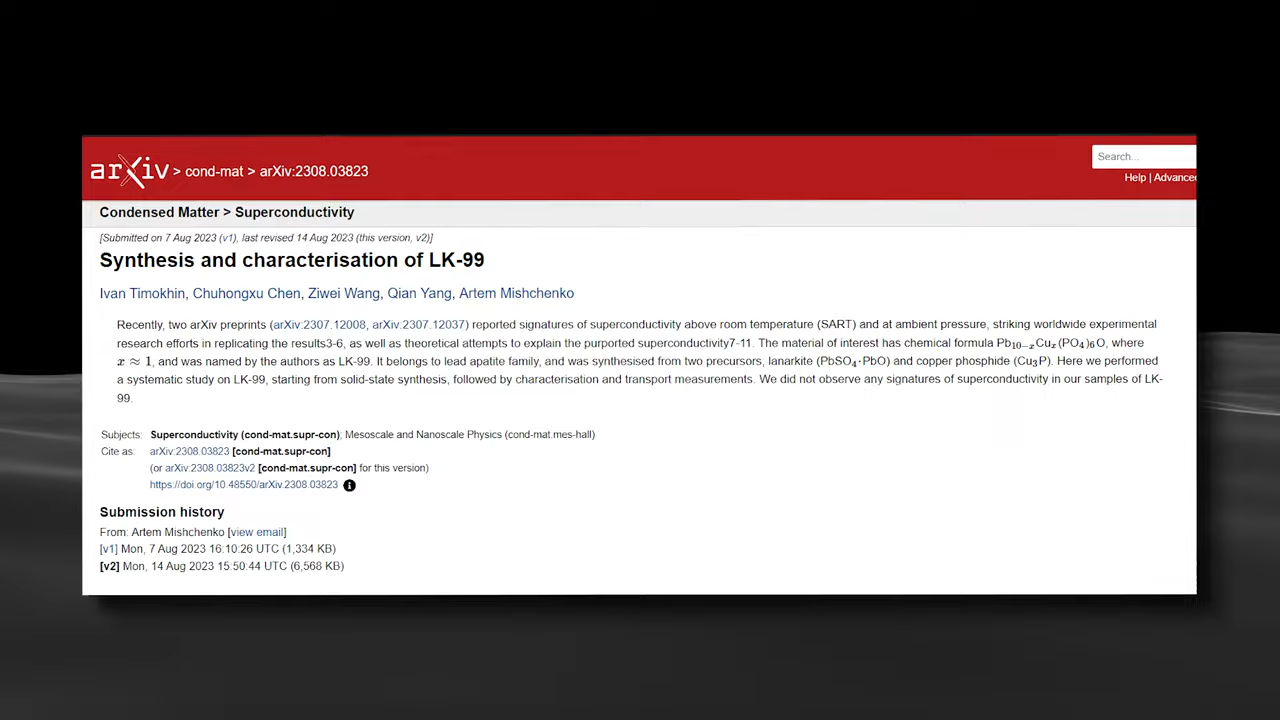 arXiv > cond-mat > arXiv:2308.03823
Search...
Help | Advanced
Condensed Matter > Superconductivity
[Submitted on 7 Aug 2023 (v1), last revised 14 Aug 2023 (this version, v2)]
Synthesis and characterisation of LK-99
Ivan Timokhin, Chuhongxu Chen, Ziwei Wang, Qian Yang, Artem Mishchenko
Recently, two arXiv preprints (arXiv:2307.12008, arXiv:2307.12037) reported signatures of superconductivity above room temperature (SART) and at ambient pressure, striking worldwide experimental
research efforts in replicating the results3-6, as well as theoretical attempts to explain the purported superconductivity7-11. The material of interest has chemical formula Pb₁₀₋ₓCuₓ(PO₄)₆O, where
x ≈ 1, and was named by the authors as LK-99. It belongs to lead apatite family, and was synthesised from two precursors, lanarkite (PbSO₄·PbO) and copper phosphide (Cu₃P). Here we performed
a systematic study on LK-99, starting from solid-state synthesis, followed by characterisation and transport measurements. We did not observe any signatures of superconductivity in our samples of LK-
99.
Subjects: Superconductivity (cond-mat.supr-con); Mesoscale and Nanoscale Physics (cond-mat.mes-hall)
Cite as: arXiv:2308.03823 [cond-mat.supr-con]
(or arXiv:2308.03823v2 [cond-mat.supr-con] for this version)
https://doi.org/10.48550/arXiv.2308.03823
Submission history
From: Artem Mishchenko [view email]
[v1] Mon, 7 Aug 2023 16:10:26 UTC (1,334 KB)
[v2] Mon, 14 Aug 2023 15:50:44 UTC (6,568 KB)